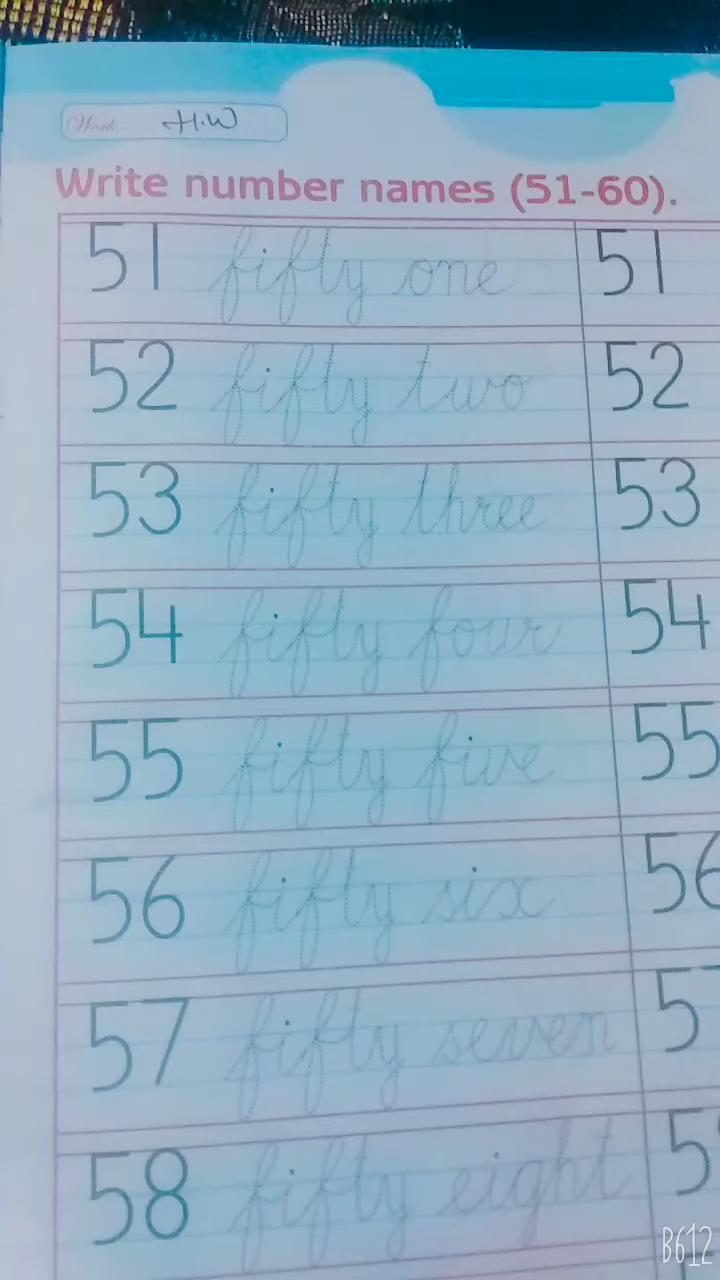 Work H.W
Write number names (51-60).
51 fifty one 51
52 fifty two 52
53 fifty three 53
54 fifty four 54
55 fifty five 55
56 fifty six 56
57 fifty seven 5
58 fifty eight 5
B612